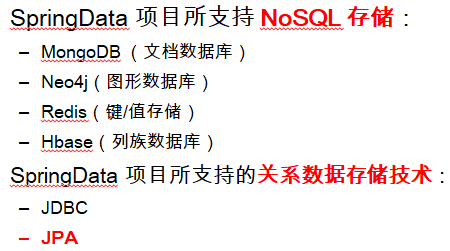 SpringData 项目所支持 NoSQL 存储：
– MongoDB （文档数据库）
– Neo4j（图形数据库）
– Redis（键/值存储）
– Hbase（列族数据库）
SpringData 项目所支持的关系数据存储技术：
– JDBC
– JPA